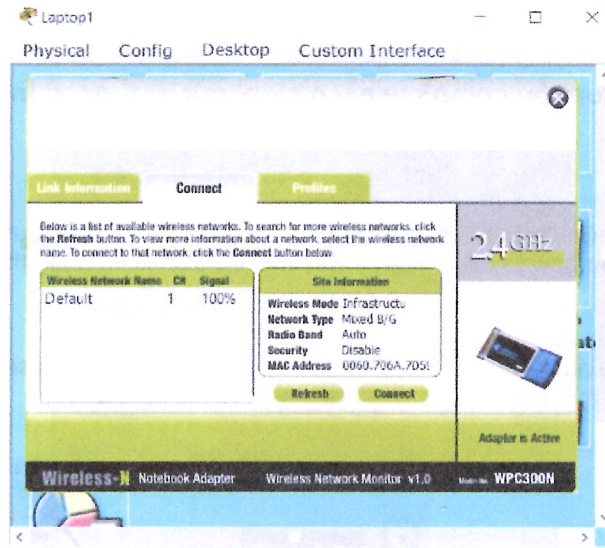 Laptop1
Physical Config Desktop Custom Interface
Link Information Connect Profiles
Below is a list of available wireless networks. To search for more wireless networks, click
the Refresh button. To view more information about a network, select the wireless network
name. To connect to that network, click the Connect button below.
2.4GHz
Wireless Network Name CH Signal
Default 1 100%
Site Information
Wireless Mode Infrastructu
Network Type Mixed B/G
Radio Band Auto
Security Disable
MAC Address 0060.706A.7D5
Refresh Connect
Adapter is Active
Wireless-N Notebook Adapter Wireless Network Monitor v1.0 Model No. WPC300N